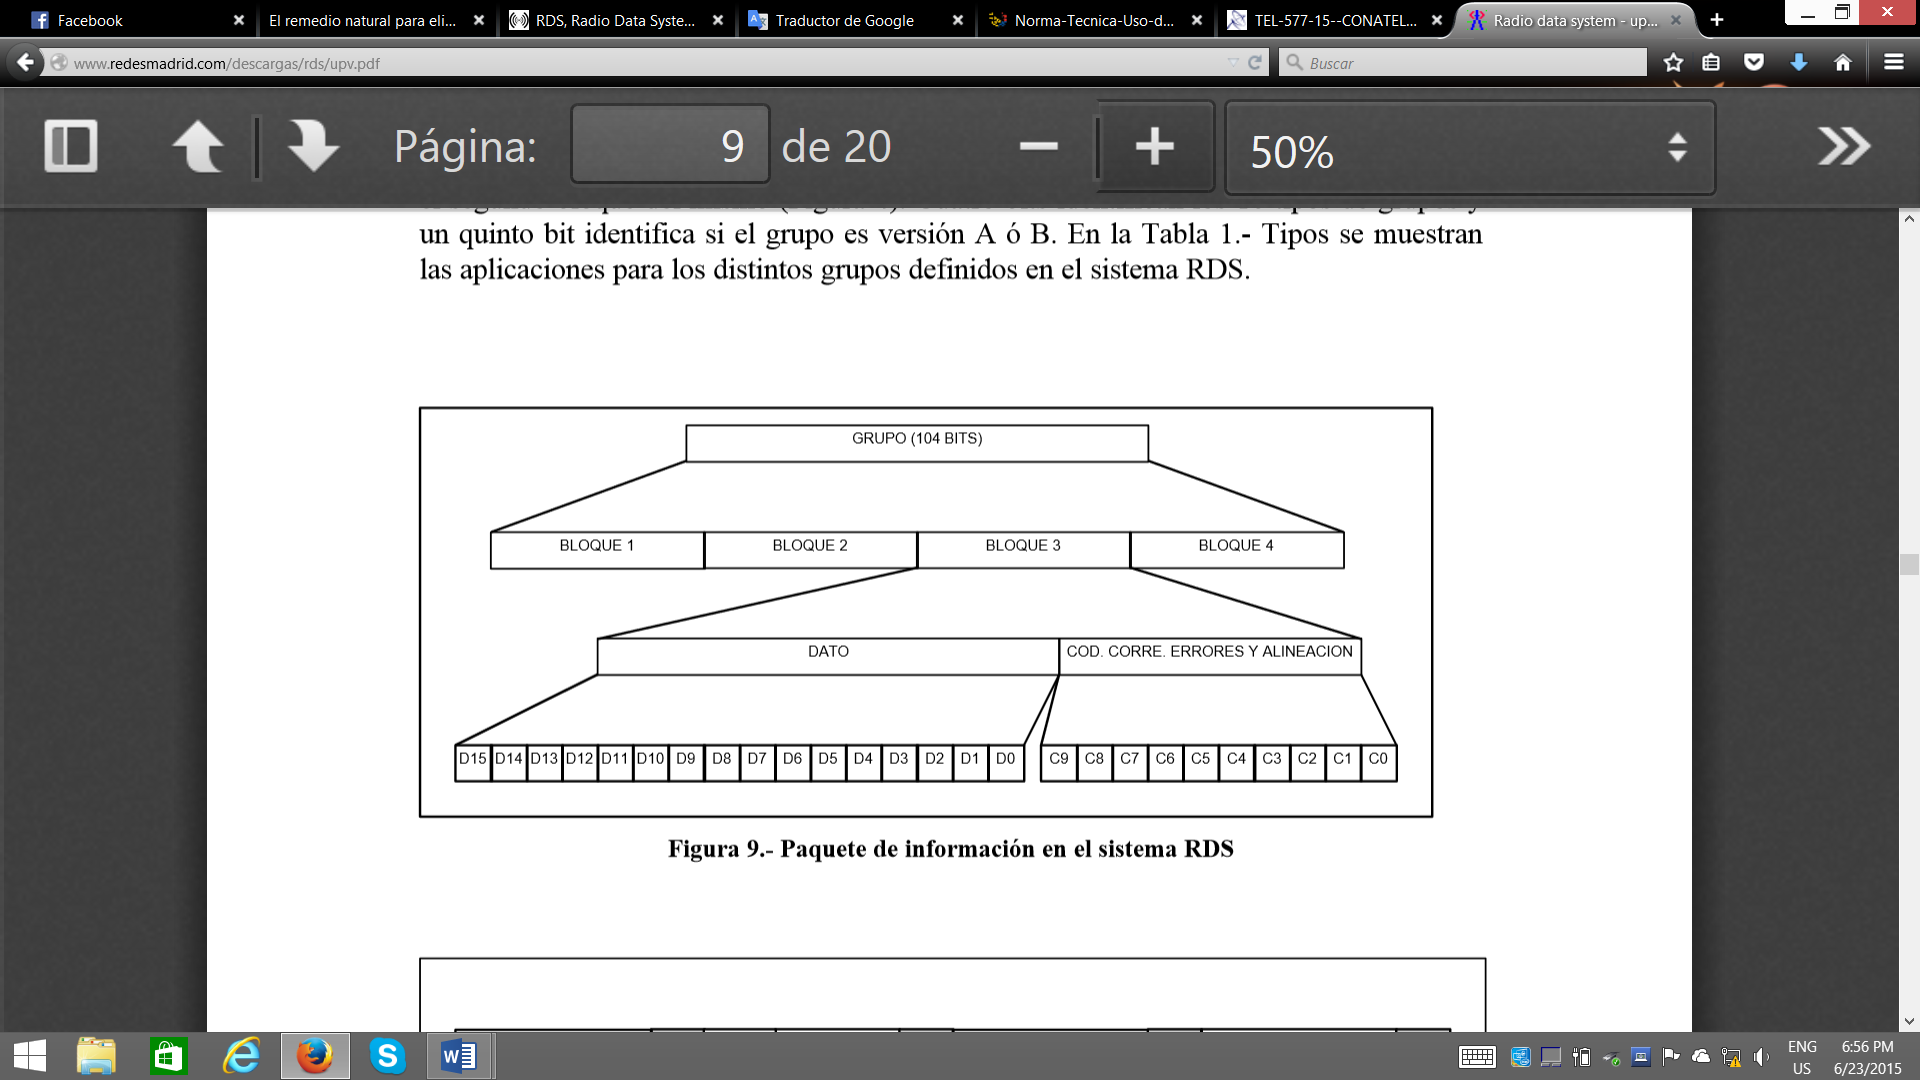 Facebook
El remedio natural para eli...
RDS, Radio Data Syste...
Traductor de Google
Norma-Tecnica-Uso-d...
TEL-577-15--CONATEL...
Radio data system - up...
www.redesmadrid.com/descargas/rds/upv.pdf
Buscar
Página: 9 de 20
50%
un quinto bit identifica si el grupo es versión A ó B. En la Tabla 1.- Tipos se muestran
las aplicaciones para los distintos grupos definidos en el sistema RDS.
GRUPO (104 BITS)
BLOQUE 1 BLOQUE 2 BLOQUE 3 BLOQUE 4
DATO COD. CORRE. ERRORES Y ALINEACION
D15 D14 D13 D12 D11 D10 D9 D8 D7 D6 D5 D4 D3 D2 D1 D0 C9 C8 C7 C6 C5 C4 C3 C2 C1 C0
Figura 9.- Paquete de información en el sistema RDS
ENG 6:56 PM
US 6/23/2015